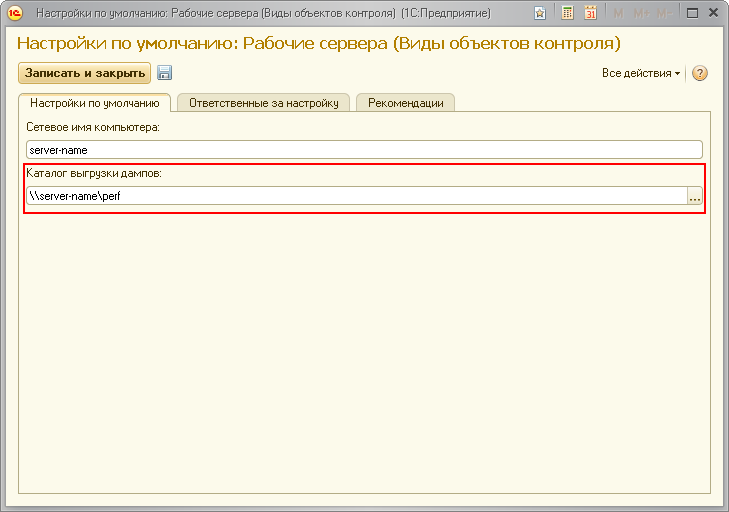 Настройки по умолчанию: Рабочие сервера (Виды объектов контроля) (1С:Предприятие)
31 M M+ M-
Настройки по умолчанию: Рабочие сервера (Виды объектов контроля)
Записать и закрыть Все действия ?
Настройки по умолчанию Ответственные за настройку Рекомендации
Сетевое имя компьютера:
server-name
Каталог выгрузки дампов:
\\server-name\perf ...